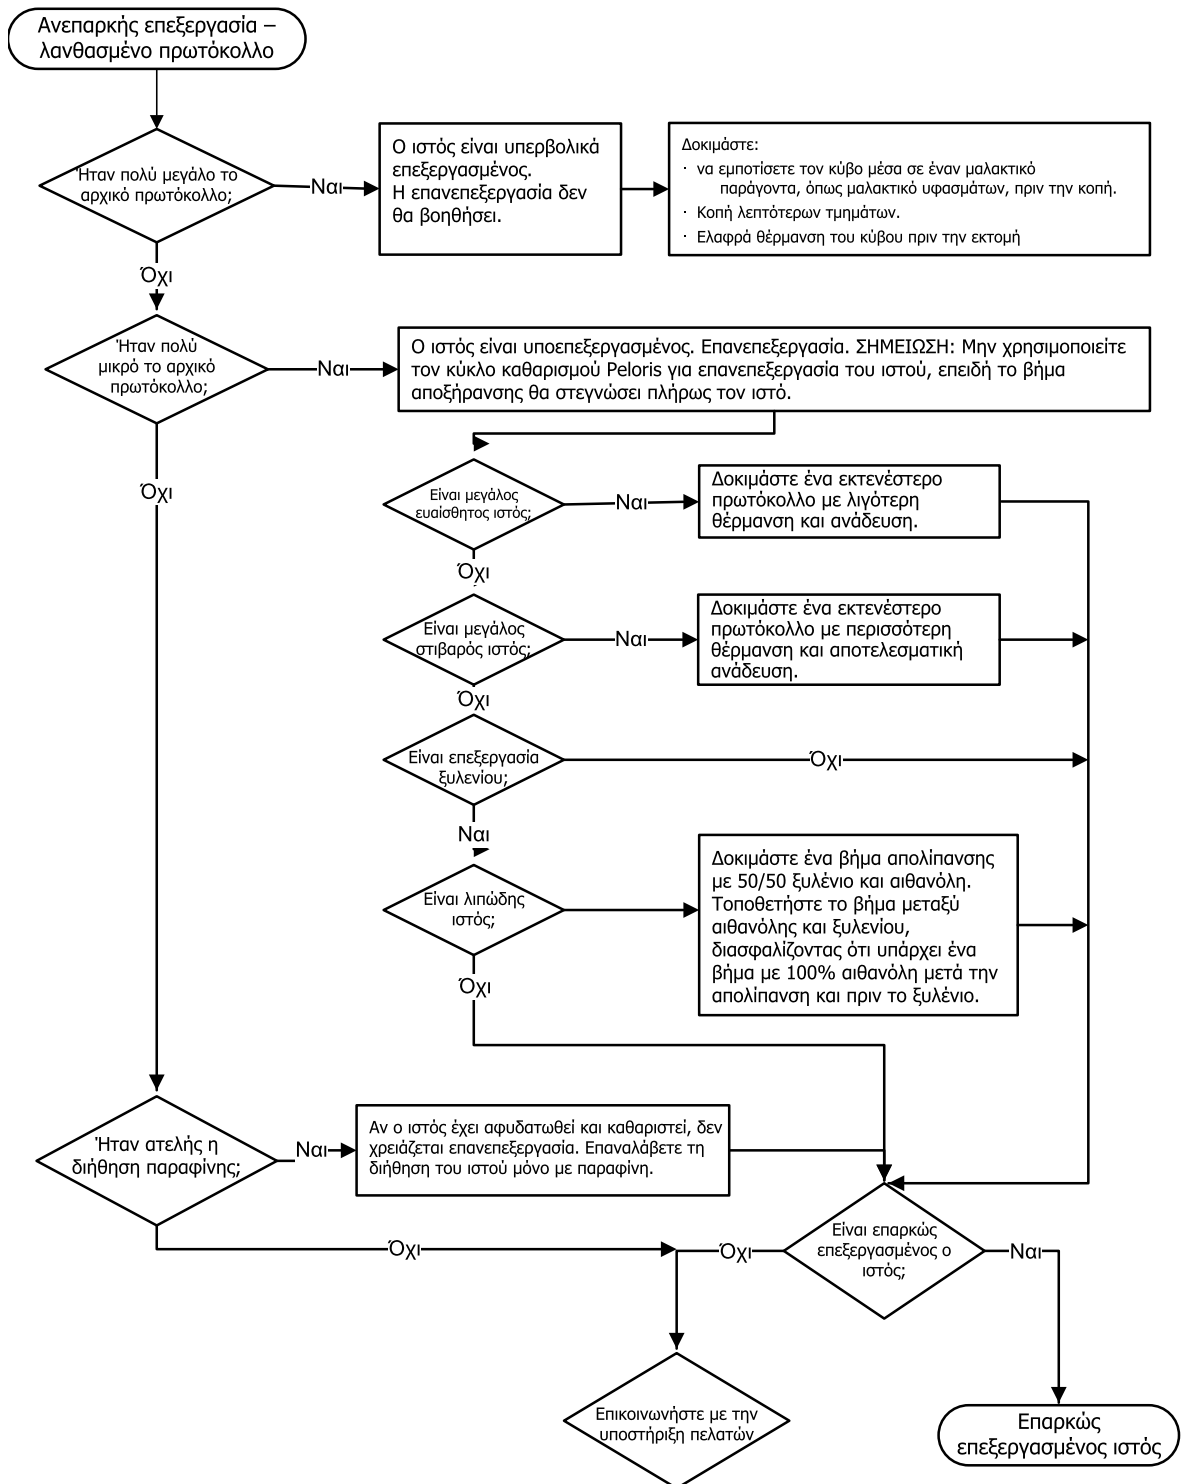 Ανεπαρκής επεξεργασία –
λανθασμένο πρωτόκολλο
Ήταν πολύ μεγάλο το
αρχικό πρωτόκολλο;
Ναι
Ο ιστός είναι υπερβολικά
επεξεργασμένος.
Η επανεπεξεργασία δεν
θα βοηθήσει.
Δοκιμάστε:
· να εμποτίσετε τον κύβο μέσα σε έναν μαλακτικό
παράγοντα, όπως μαλακτικό υφασμάτων, πριν την κοπή.
· Κοπή λεπτότερων τμημάτων.
· Ελαφρά θέρμανση του κύβου πριν την εκτομή
Όχι
Ήταν πολύ
μικρό το αρχικό
πρωτόκολλο;
Ναι
Ο ιστός είναι υποεπεξεργασμένος. Επανεπεξεργασία. ΣΗΜΕΙΩΣΗ: Μην χρησιμοποιείτε
τον κύκλο καθαρισμού Peloris για επανεπεξεργασία του ιστού, επειδή το βήμα
αποξήρανσης θα στεγνώσει πλήρως τον ιστό.
Όχι
Είναι μεγάλος
ευαίσθητος ιστός;
Ναι
Δοκιμάστε ένα εκτενέστερο
πρωτόκολλο με λιγότερη
θέρμανση και ανάδευση.
Όχι
Είναι μεγάλος
στιβαρός ιστός;
Ναι
Δοκιμάστε ένα εκτενέστερο
πρωτόκολλο με περισσότερη
θέρμανση και αποτελεσματική
ανάδευση.
Όχι
Είναι επεξεργασία
ξυλενίου;
Όχι
Ναι
Είναι λιπώδης
ιστός;
Δοκιμάστε ένα βήμα απολίπανσης
με 50/50 ξυλένιο και αιθανόλη.
Τοποθετήστε το βήμα μεταξύ
αιθανόλης και ξυλενίου,
διασφαλίζοντας ότι υπάρχει ένα
βήμα με 100% αιθανόλη μετά την
απολίπανση και πριν το ξυλένιο.
Όχι
Ήταν ατελής η
διήθηση παραφίνης;
Ναι
Αν ο ιστός έχει αφυδατωθεί και καθαριστεί, δεν
χρειάζεται επανεπεξεργασία. Επαναλάβετε τη
διήθηση του ιστού μόνο με παραφίνη.
Όχι
Είναι επαρκώς
επεξεργασμένος ο
ιστός;
Όχι
Ναι
Επικοινωνήστε με την
υποστήριξη πελατών
Επαρκώς
επεξεργασμένος ιστός